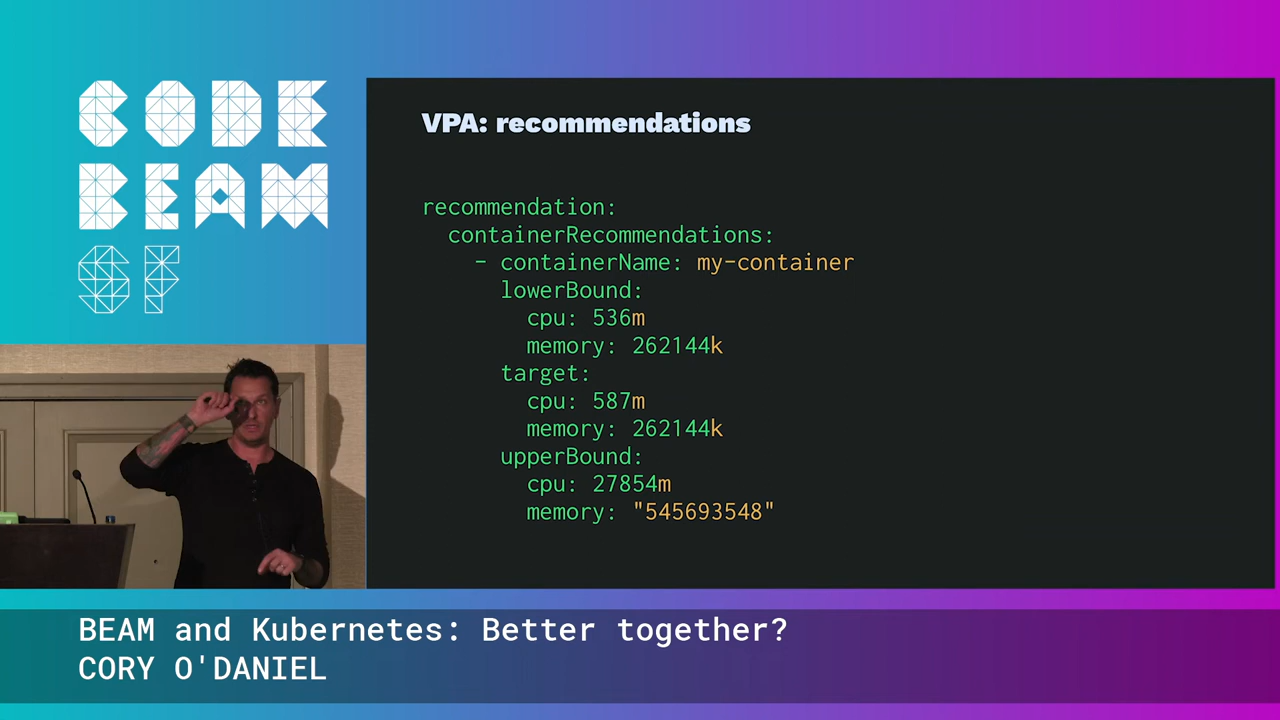 CODE
BEAM
SF
VPA: recommendations
recommendation:
containerRecommendations:
- containerName: my-container
lowerBound:
cpu: 536m
memory: 262144k
target:
cpu: 587m
memory: 262144k
upperBound:
cpu: 27854m
memory: "545693548"
BEAM and Kubernetes: Better together?
CORY O'DANIEL